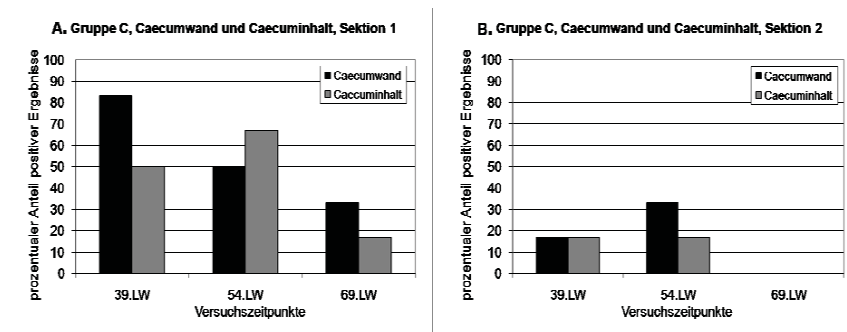 A. Gruppe C, Caecumwand und Caecuminhalt, Sektion 1
prozentualer Anteil positiver Ergebnisse
100
90
80
70
60
50
40
30
20
10
0
Caecumwand
Caecuminhalt
39.LW
54.LW
69.LW
Versuchszeitpunkte
B. Gruppe C, Caecumwand und Caecuminhalt, Sektion 2
prozentualer Anteil positiver Ergebnisse
100
90
80
70
60
50
40
30
20
10
0
Caecumwand
Caecuminhalt
39.LW
54.LW
69.LW
Versuchszeitpunkte